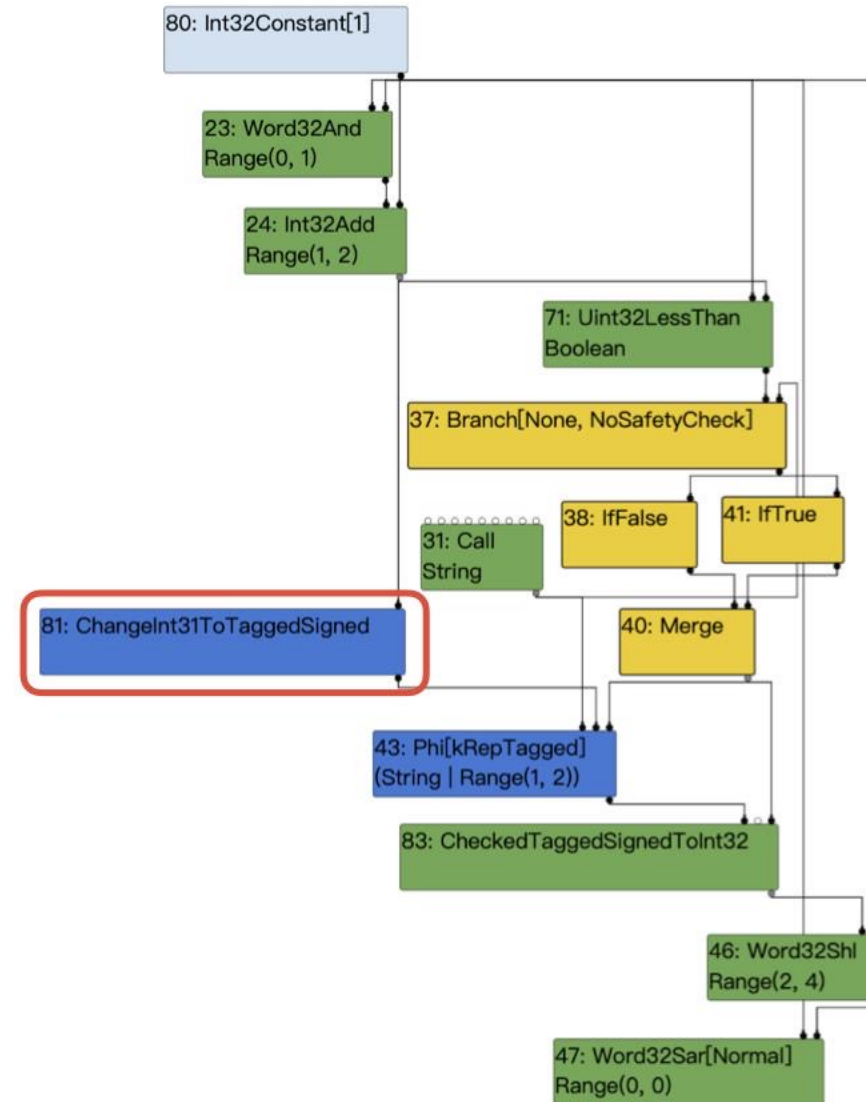 80: Int32Constant[1]
23: Word32And
Range(0, 1)
24: Int32Add
Range(1, 2)
71: Uint32LessThan
Boolean
37: Branch[None, NoSafetyCheck]
38: IfFalse
41: IfTrue
31: Call
String
81: ChangeInt31ToTaggedSigned
40: Merge
43: Phi[kRepTagged]
(String | Range(1, 2))
83: CheckedTaggedSignedToInt32
46: Word32Shl
Range(2, 4)
47: Word32Sar[Normal]
Range(0, 0)